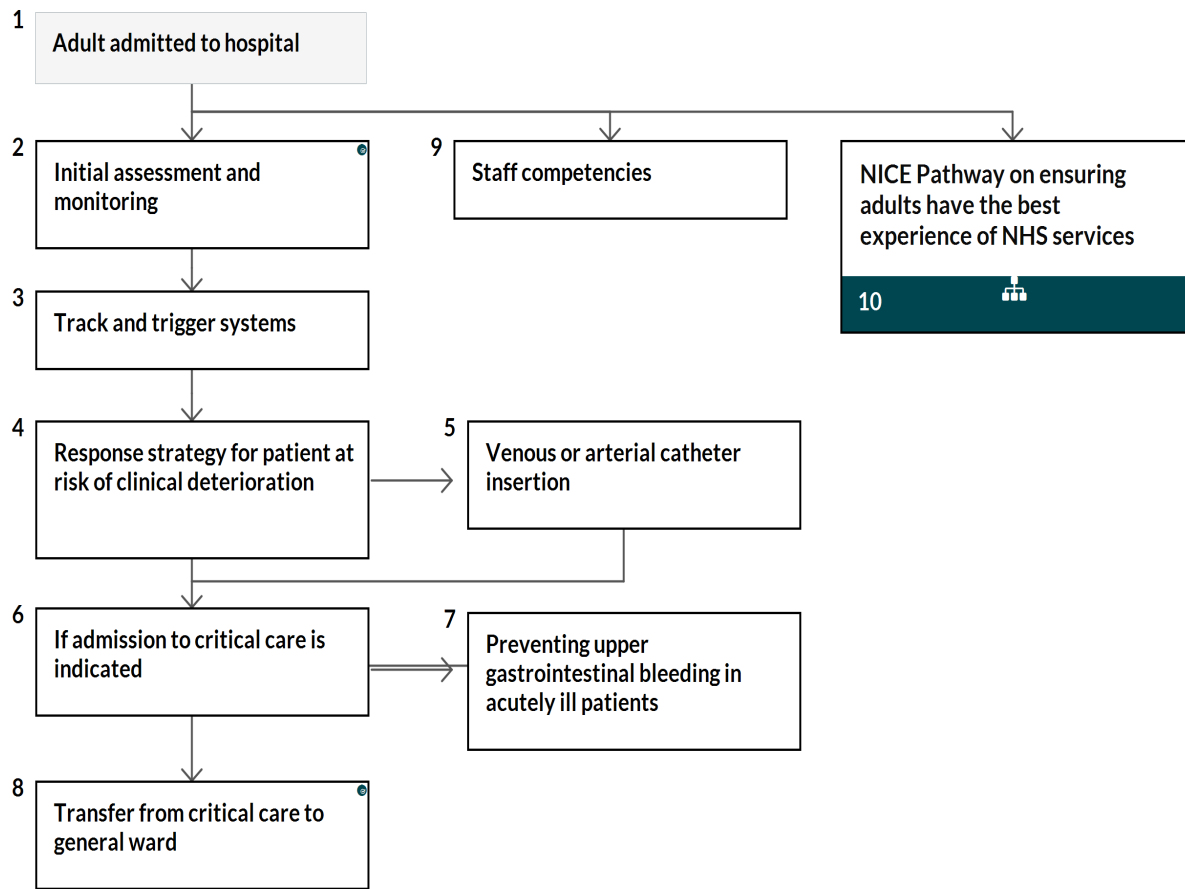 1
Adult admitted to hospital
2
Initial assessment and
monitoring
9
Staff competencies
NICE Pathway on ensuring
adults have the best
experience of NHS services
10
3
Track and trigger systems
4
Response strategy for patient at
risk of clinical deterioration
5
Venous or arterial catheter
insertion
6
If admission to critical care is
indicated
7
Preventing upper
gastrointestinal bleeding in
acutely ill patients
8
Transfer from critical care to
general ward